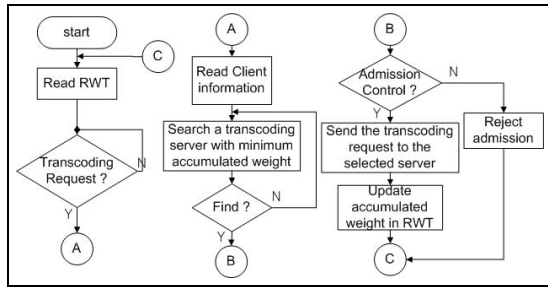 start
C
Read RWT
Transcoding
Request ?
N
Y
A
A
Read Client
information
Search a transcoding
server with minimum
accumulated weight
Find ?
N
Y
B
B
Admission
Control ?
N
Y
Reject
admission
Send the transcoding
request to the
selected server
Update
accumulated
weight in RWT
C